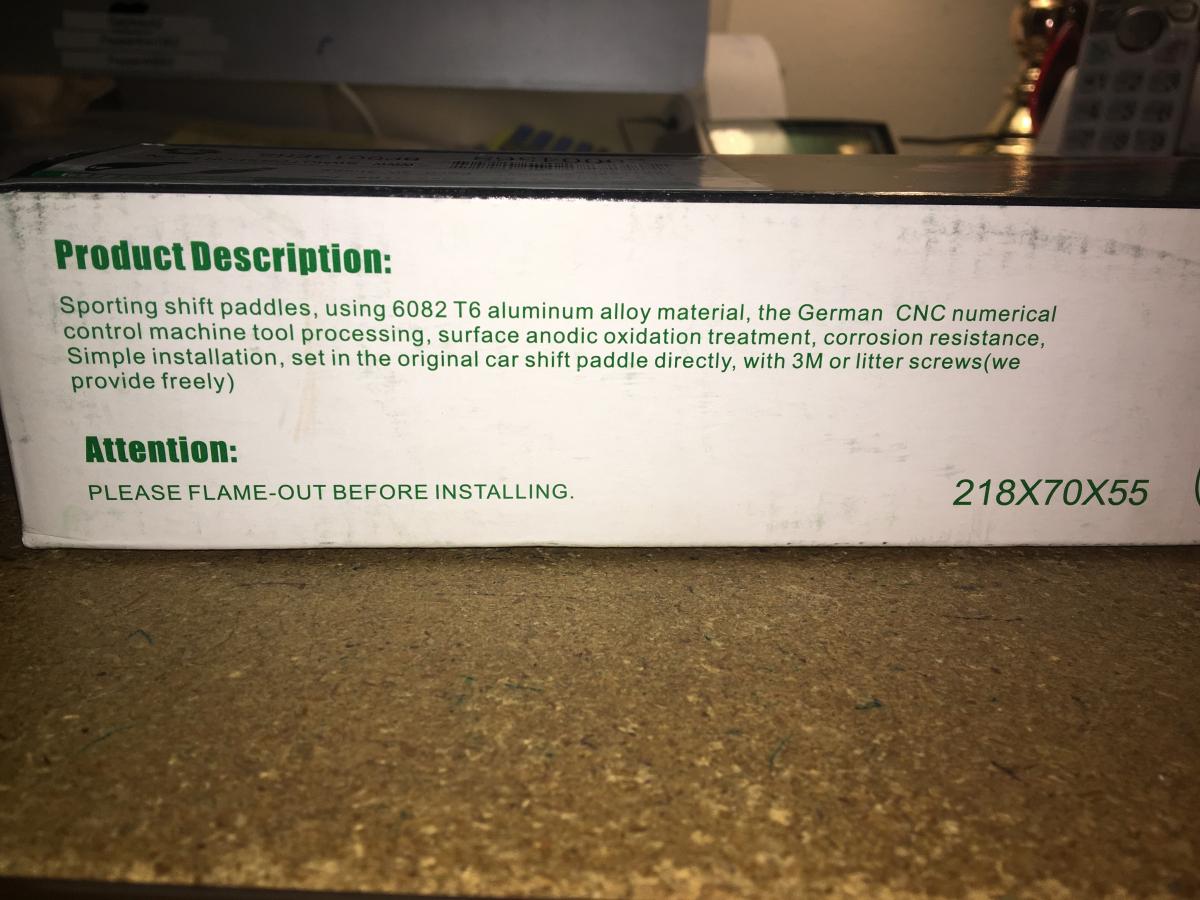 Product Description:
Sporting shift paddles, using 6082 T6 aluminum alloy material, the German CNC numerical
control machine tool processing, surface anodic oxidation treatment, corrosion resistance,
Simple installation, set in the original car shift paddle directly, with 3M or litter screws(we
provide freely)
Attention:
PLEASE FLAME-OUT BEFORE INSTALLING.
218X70X55